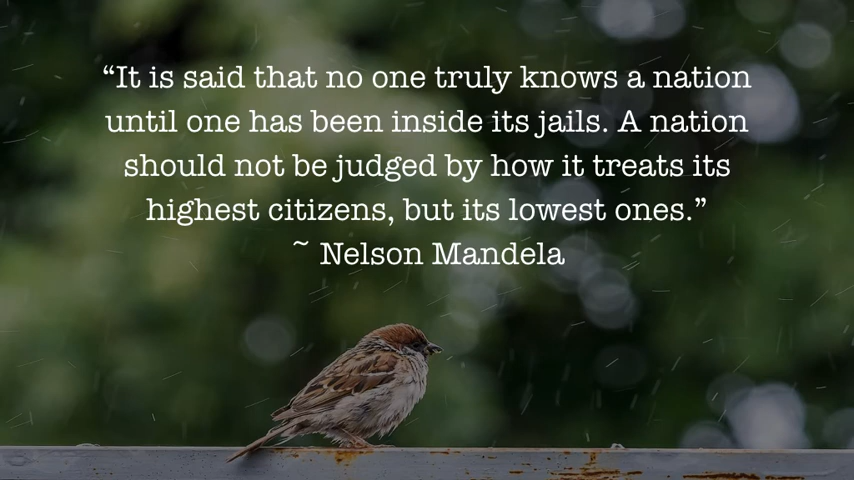 “It is said that no one truly knows a nation
until one has been inside its jails. A nation
should not be judged by how it treats its
highest citizens, but its lowest ones.”
~ Nelson Mandela